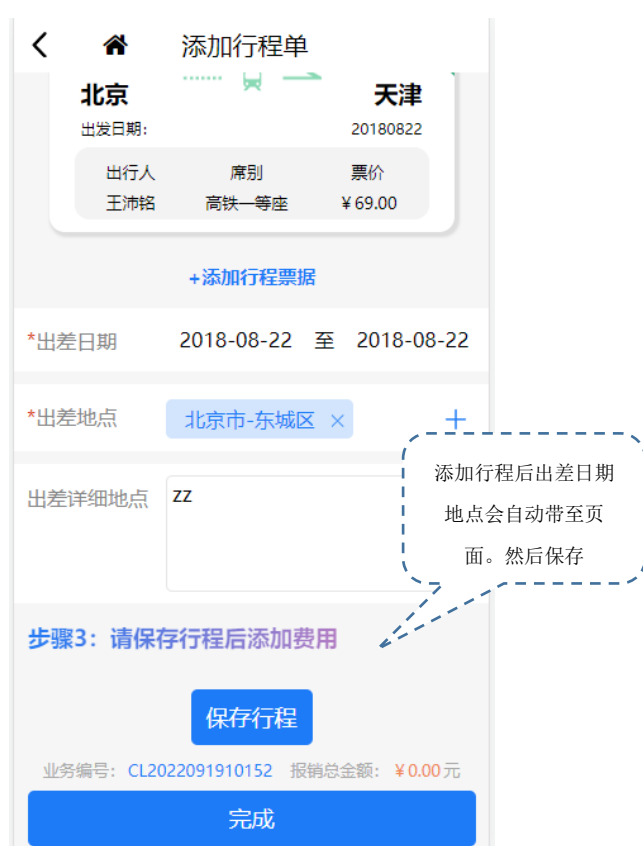 添加行程单
北京 天津
出发日期: 20180822
出行人 席别 票价
王沛铭 高铁一等座 ¥69.00
+添加行程票据
*出差日期 2018-08-22 至 2018-08-22
*出差地点 北京市-东城区 × +
添加行程后出差日期
地点会自动带至页
面。然后保存
出差详细地点 zz
步骤3：请保存行程后添加费用
保存行程
业务编号: CL2022091910152 报销总金额: ¥0.00元
完成